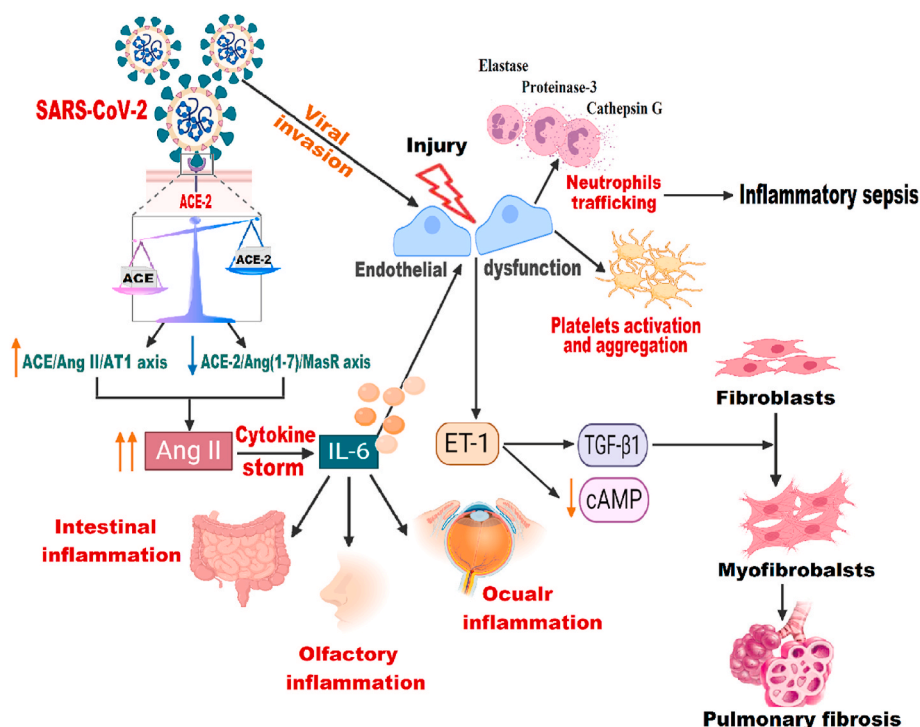 Elastase
Proteinase-3
Cathepsin G
SARS-CoV-2
Viral
invasion
Injury
ACE-2
Neutrophils
trafficking
Inflammatory sepsis
ACE
ACE-2
Endothelial
dysfunction
Platelets activation
and aggregation
ACE/Ang II/AT1 axis
ACE-2/Ang(1-7)/MasR axis
Fibroblasts
Ang II
Cytokine
storm
IL-6
ET-1
TGF-β1
cAMP
Intestinal
inflammation
Ocualr
inflammation
Olfactory
inflammation
Myofibrobalsts
Pulmonary fibrosis